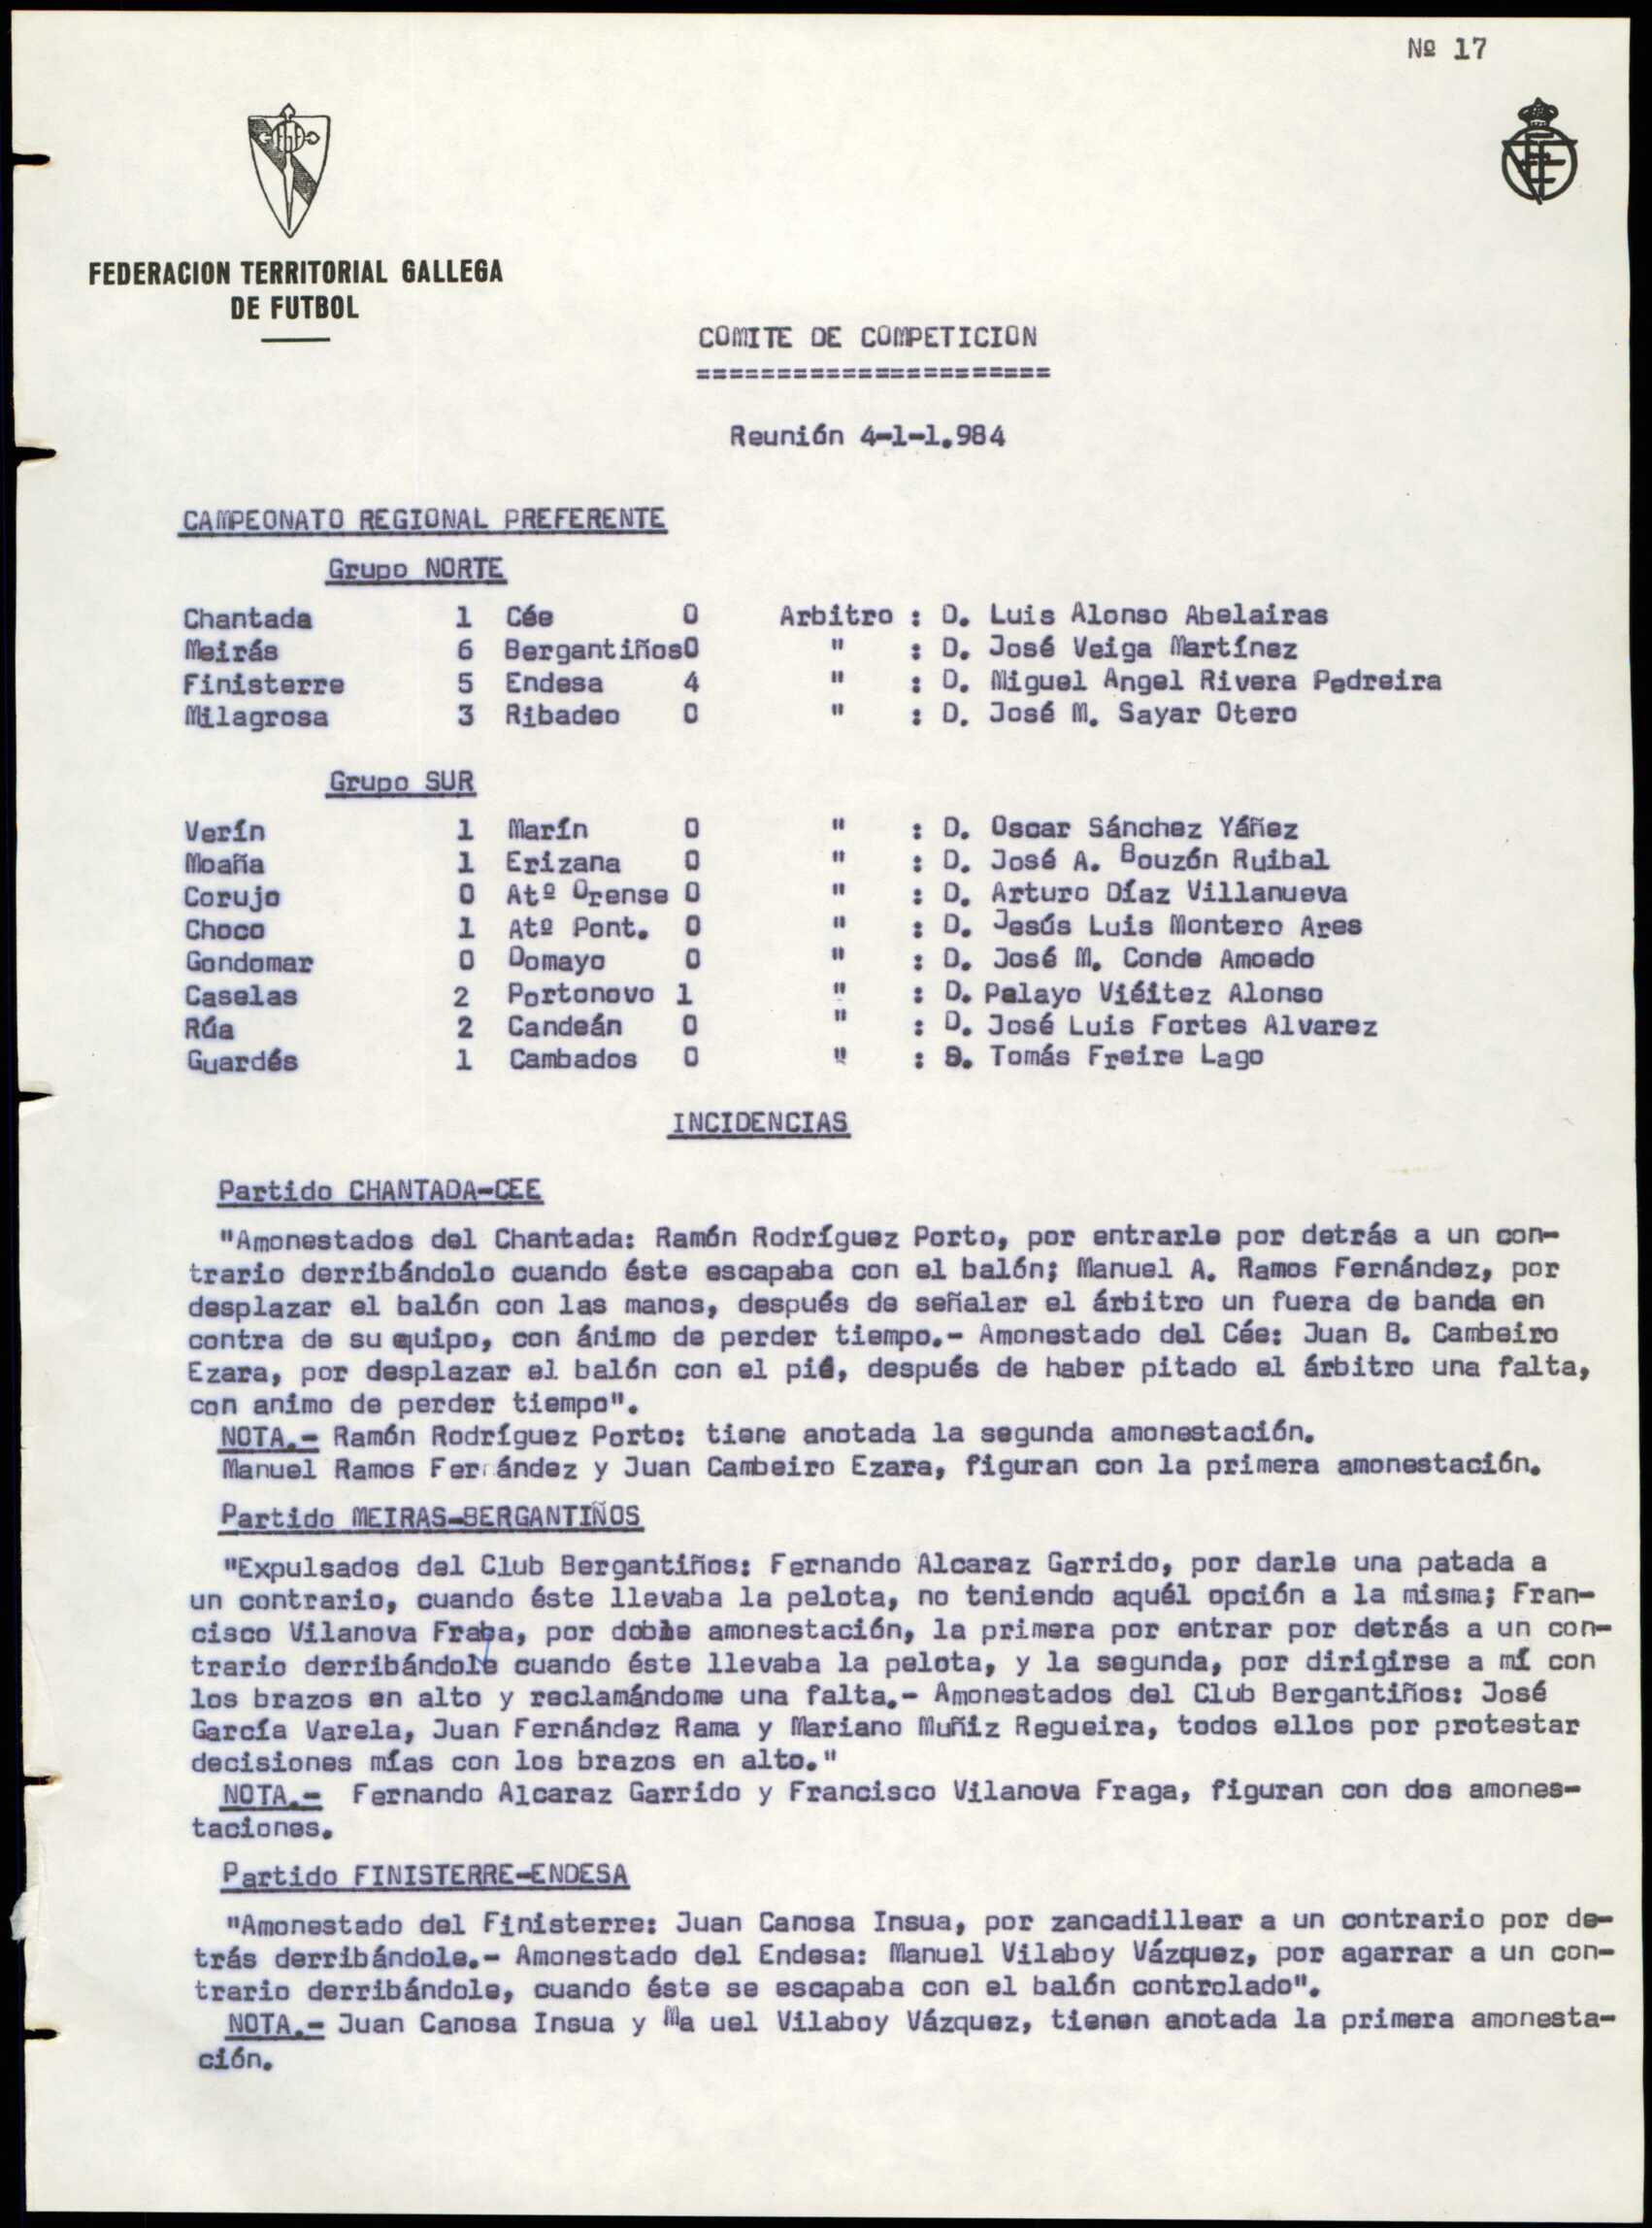 Nº 17
FEDERACION TERRITORIAL GALLEGA
DE FUTBOL
COMITE DE COMPETICION
======================
Reunión 4-1-1.984
CAMPEONATO REGIONAL PREFERENTE
Grupo NORTE
Chantada 1 Cée 0 Arbitro : D. Luis Alonso Abelairas
Meirás 6 Bergantiños0 " : D. José Veiga Martínez
Finisterre 5 Endesa 4 " : D. Miguel Angel Rivera Pedreira
Milagrosa 3 Ribadeo 0 " : D. José M. Sayar Otero
Grupo SUR
Verín 1 Marín 0 " : D. Oscar Sánchez Yáñez
Moaña 1 Erizana 0 " : D. José A. Bouzón Ruibal
Corujo 0 Atº Orense 0 " : D. Arturo Díaz Villanueva
Choco 1 Atº Pont. 0 " : D. Jesús Luis Montero Ares
Gondomar 0 Domayo 0 " : D. José M. Conde Amoedo
Caselas 2 Portonovo 1 " : D. Pelayo Viéitez Alonso
Rúa 2 Candeán 0 " : D. José Luis Fortes Alvarez
Guardés 1 Cambados 0 " : D. Tomás Freire Lago
INCIDENCIAS
Partido CHANTADA-CEE
"Amonestados del Chantada: Ramón Rodríguez Porto, por entrarle por detrás a un con-
trario derribándolo cuando éste escapaba con el balón; Manuel A. Ramos Fernández, por
desplazar el balón con las manos, después de señalar el árbitro un fuera de banda en
contra de su equipo, con ánimo de perder tiempo.- Amonestado del Cée: Juan B. Cambeiro
Ezara, por desplazar el balón con el pié, después de haber pitado el árbitro una falta,
con animo de perder tiempo".
NOTA.- Ramón Rodríguez Porto: tiene anotada la segunda amonestación.
Manuel Ramos Fernández y Juan Cambeiro Ezara, figuran con la primera amonestación.
Partido MEIRAS-BERGANTIÑOS
"Expulsados del Club Bergantiños: Fernando Alcaraz Garrido, por darle una patada a
un contrario, cuando éste llevaba la pelota, no teniendo aquél opción a la misma; Fran-
cisco Vilanova Fraga, por doble amonestación, la primera por entrar por detrás a un con-
trario derribándole cuando éste llevaba la pelota, y la segunda, por dirigirse a mí con
los brazos en alto y reclamándome una falta.- Amonestados del Club Bergantiños: José
García Varela, Juan Fernández Rama y Mariano Muñiz Regueira, todos ellos por protestar
decisiones mías con los brazos en alto."
NOTA.- Fernando Alcaraz Garrido y Francisco Vilanova Fraga, figuran con dos amones-
taciones.
Partido FINISTERRE-ENDESA
"Amonestado del Finisterre: Juan Canosa Insua, por zancadillear a un contrario por de-
trás derribándole.- Amonestado del Endesa: Manuel Vilaboy Vázquez, por agarrar a un con-
trario derribándole, cuando éste se escapaba con el balón controlado".
NOTA.- Juan Canosa Insua y Ma uel Vilaboy Vázquez, tienen anotada la primera amonesta-
ción.